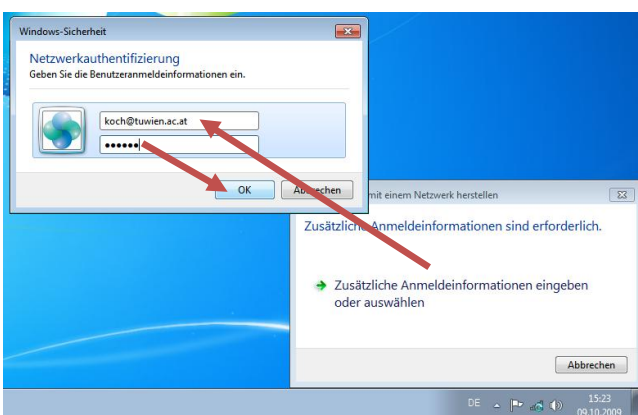 Windows-Sicherheit
Netzwerkauthentifizierung
Geben Sie die Benutzeranmeldeinformationen ein.
koch@tuwien.ac.at
••••••
OK
Abbrechen
mit einem Netzwerk herstellen
Zusätzliche Anmeldeinformationen sind erforderlich.
Zusätzliche Anmeldeinformationen eingeben
oder auswählen
Abbrechen
DE
15:23
09.10.2009